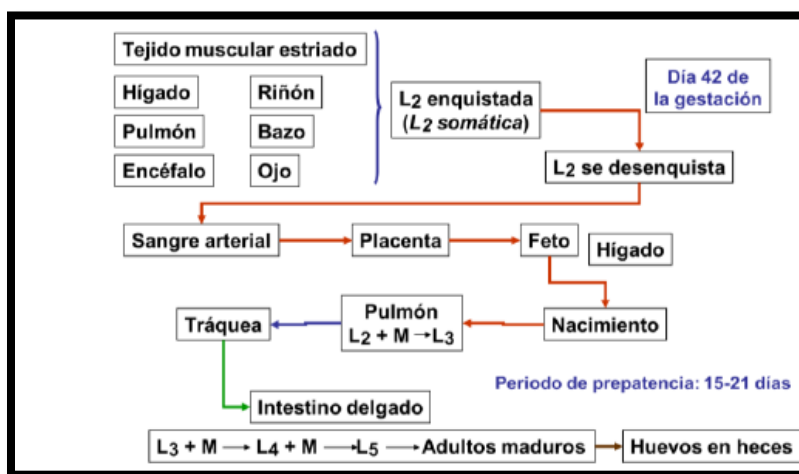 Tejido muscular estriado
Hígado
Riñón
Pulmón
Bazo
Encéfalo
Ojo
L2 enquistada
(L2 somática)
Día 42 de
la gestación
L2 se desenquista
Sangre arterial
Placenta
Feto
Hígado
Tráquea
Pulmón
L2 + M → L3
Nacimiento
Periodo de prepatencia: 15-21 días
Intestino delgado
L3 + M → L4 + M → L5 → Adultos maduros
Huevos en heces